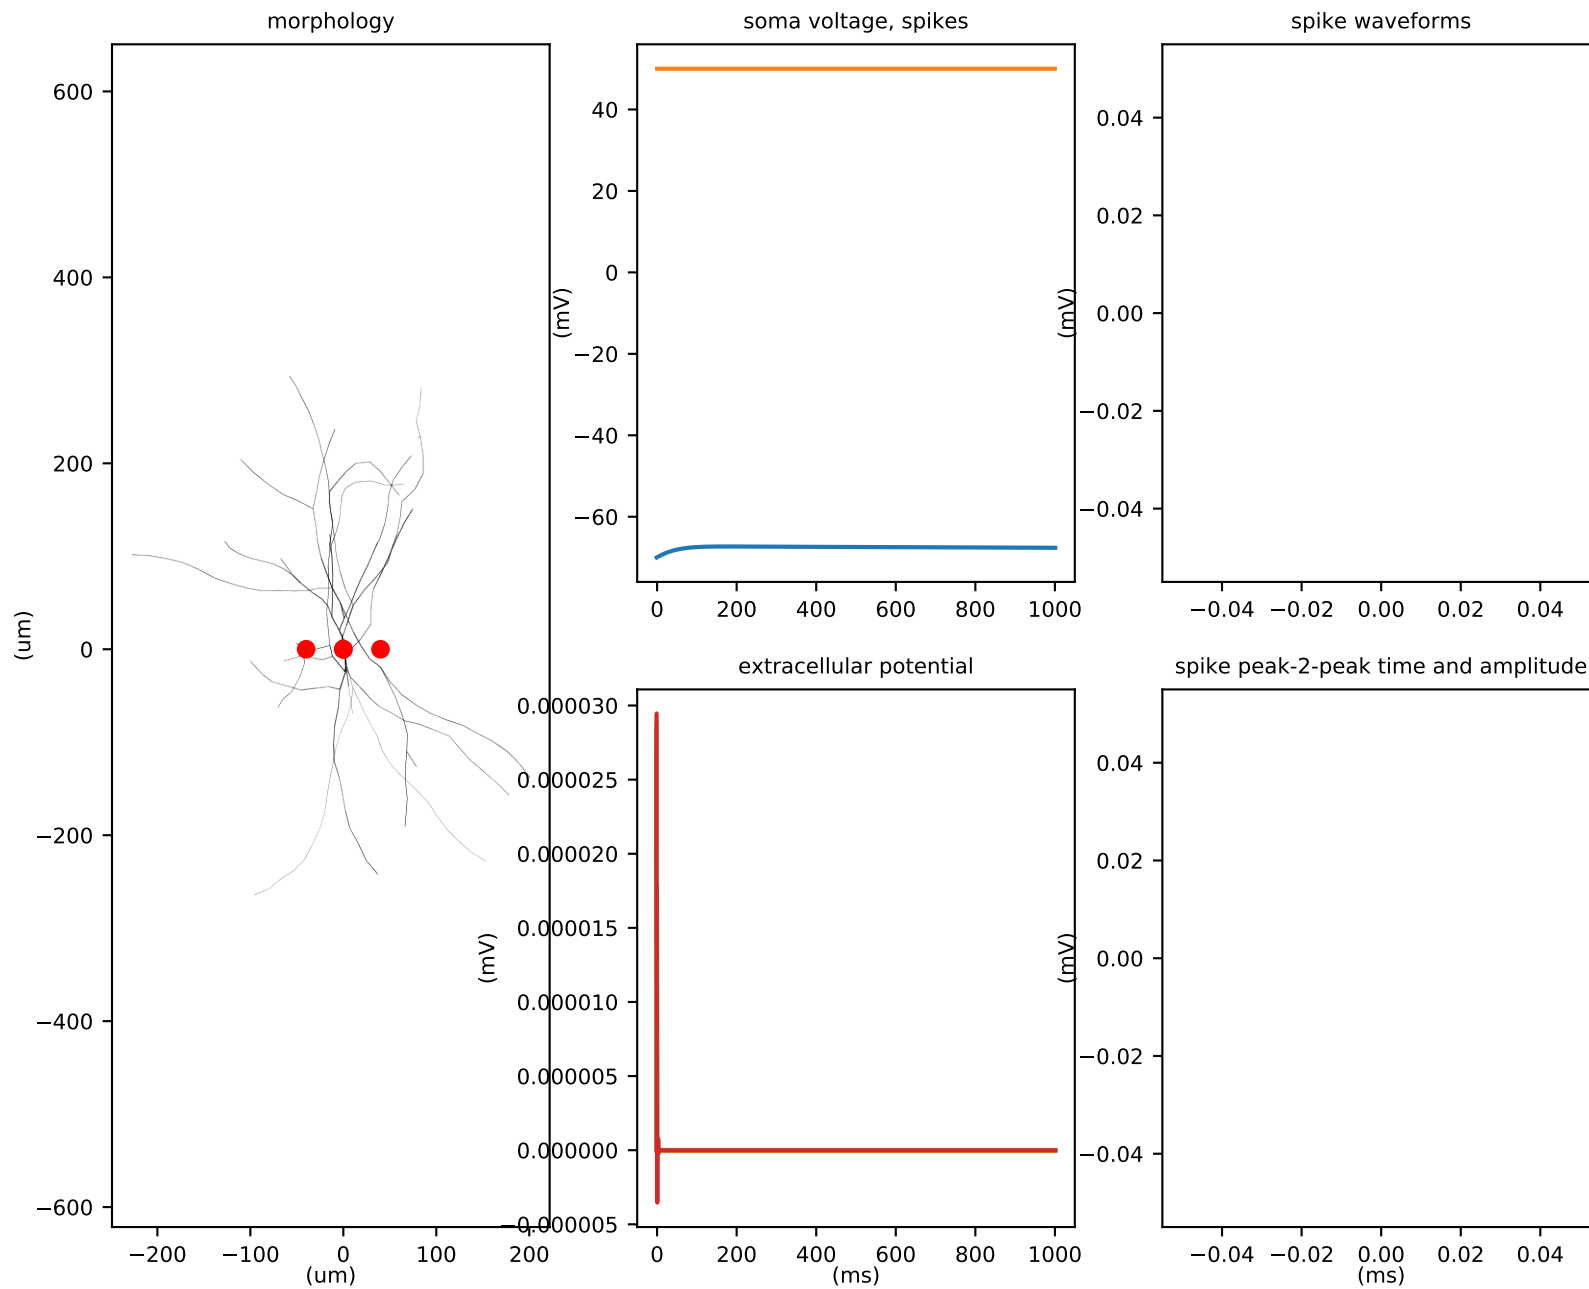 morphology
600
400
200
0
−200
−400
−600
(um)
−200 −100 0 100 200
(um)
soma voltage, spikes
40
20
0
−20
−40
−60
(mV)
0 200 400 600 800 1000
extracellular potential
0.000030
0.000025
0.000020
0.000015
0.000010
0.000005
0.000000
−0.000005
(mV)
0 200 400 600 800 1000
(ms)
spike waveforms
0.04
0.02
0.00
−0.02
−0.04
(mV)
−0.04 −0.02 0.00 0.02 0.04
spike peak-2-peak time and amplitude
0.04
0.02
0.00
−0.02
−0.04
(mV)
−0.04 −0.02 0.00 0.02 0.04
(ms)